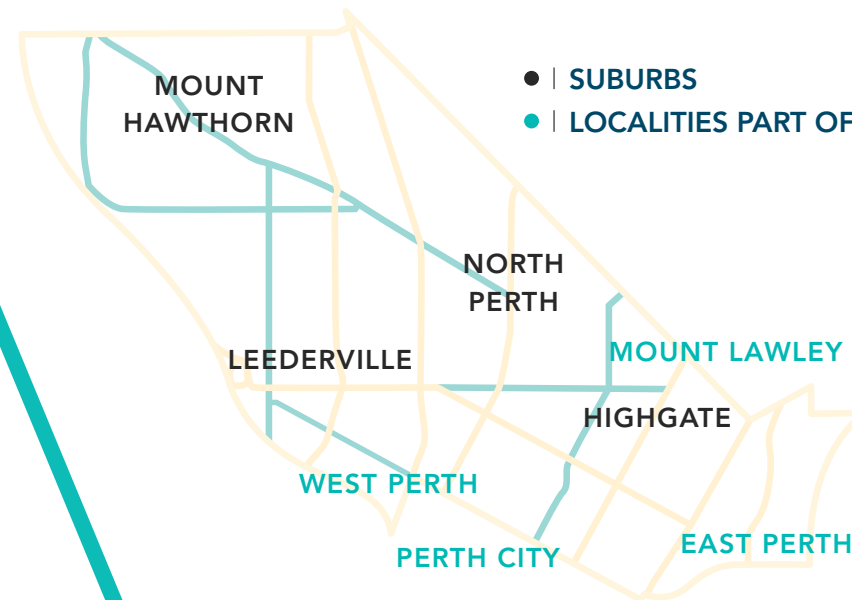 ● | SUBURBS
● | LOCALITIES PART OF
MOUNT
HAWTHORN
NORTH
PERTH
MOUNT LAWLEY
LEEDERVILLE
HIGHGATE
WEST PERTH
EAST PERTH
PERTH CITY